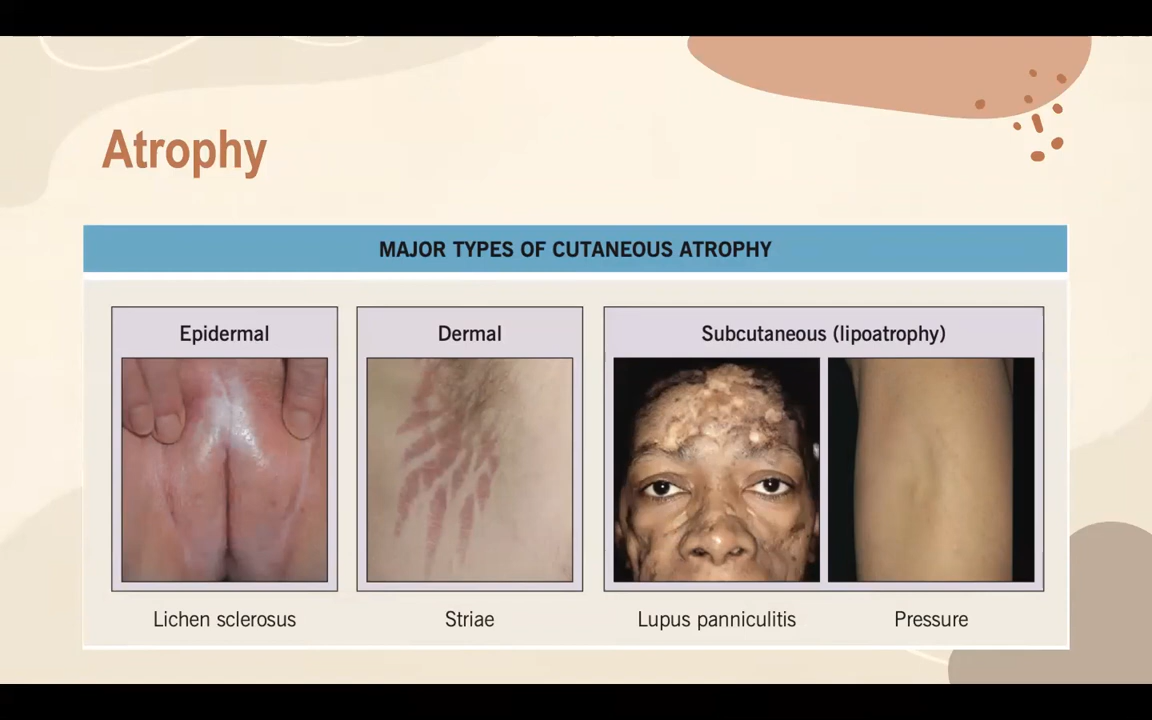 Atrophy
MAJOR TYPES OF CUTANEOUS ATROPHY
Epidermal
Dermal
Subcutaneous (lipoatrophy)
Lichen sclerosus
Striae
Lupus panniculitis
Pressure